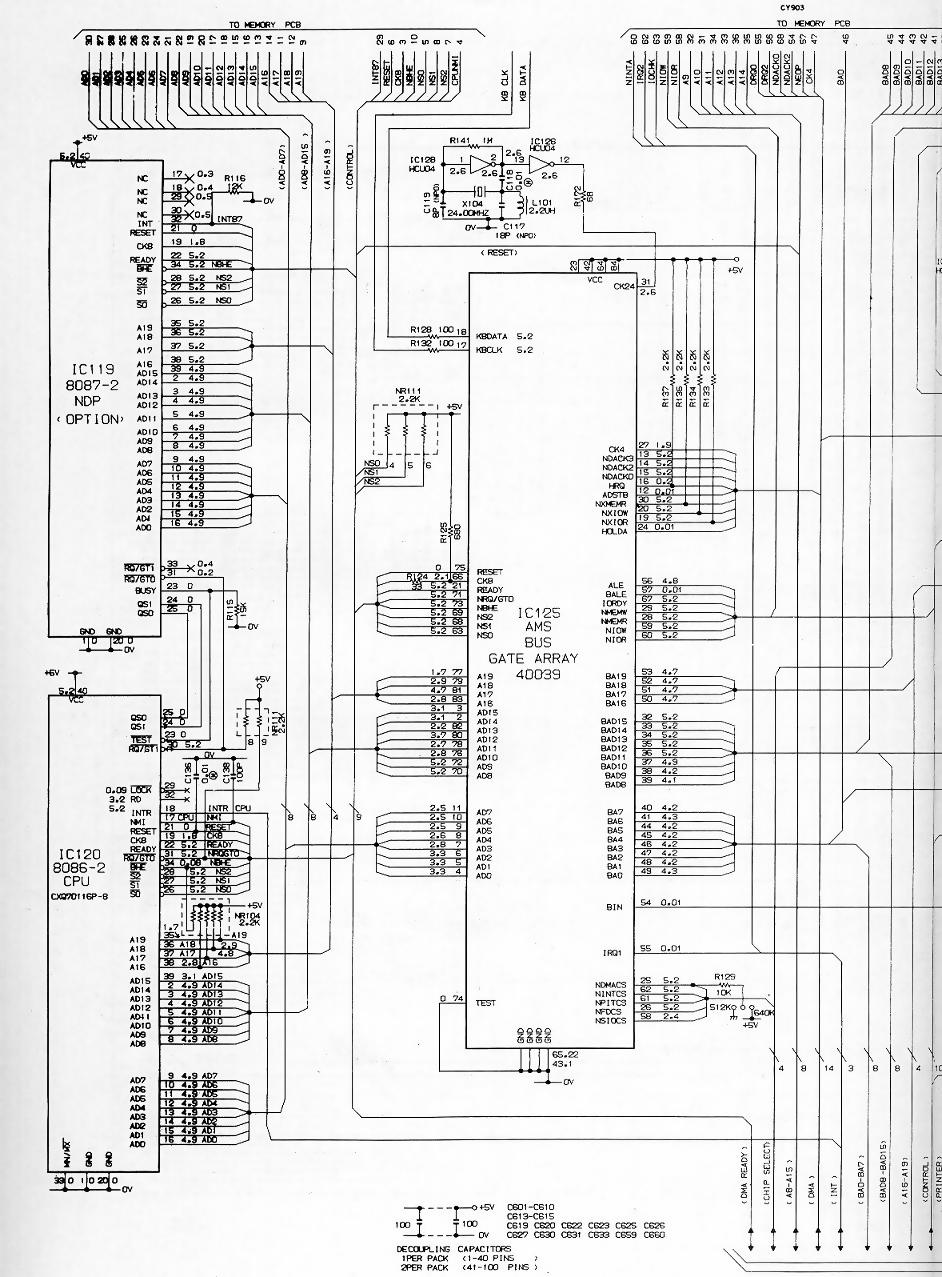 CY903
TO MEMORY PCB
TO MEMORY PCB
30 27 28 25 26 23 24 21 22 19 20 17 18 15 16 13 14 11 12 9
AD0 AD1 AD2 AD3 AD4 AD5 AD6 AD7 AD8 AD9 AD10 AD11 AD12 AD13 AD14 AD15 A16 A17 A18 A19
29 6 3 10 5 8 7 4
INT87 RESET CK8 NBHE NS0 NS1 NS2 CPUNMI
KB CLK
KB DATA
60 62 63 59 58 32 31 34 33 36 35 55 56 68 64 57 47 46 45 44 43 42 41
NINTA IRQ2 IOCHK NIOW NIOR A9 A10 A11 A12 A13 A14 DRQ0 DRQ2 NDACK0 NDACK2 NEOP CK4 BA0 BAD8 BAD9 BAD10 BAD11 BAD12 BAD13
(AD0-AD7)
(AD8-AD15)
(A16-A19)
(CONTROL)
+5V
5.2 40
VCC
NC 17 0.3
NC 18 0.4
NC 29 0.5
NC 30 0.5
R116
12K
0V
INT 32 INT87
RESET 21 0
CK8 19 1.8
READY 22 5.2
BHE 34 5.2 NBHE
S2 28 5.2 NS2
S1 27 5.2 NS1
S0 26 5.2 NS0
A19 35 5.2
A18 36 5.2
A17 37 5.2
A16 38 5.2
AD15 39 4.9
AD14 2 4.9
AD13 3 4.9
AD12 4 4.9
AD11 5 4.9
AD10 6 4.9
AD9 7 4.9
AD8 8 4.9
AD7 9 4.9
AD6 10 4.9
AD5 11 4.9
AD4 12 4.9
AD3 13 4.9
AD2 14 4.9
AD1 15 4.9
AD0 16 4.9
IC119
8087-2
NDP
(OPTION)
RQ/GT1 33 0.4
RQ/GT0 31 0.2
BUSY 23 0
QS1 24 0
QS0 25 0
R115
15K
0V
GND GND
1 0 20 0
0V
R141 1M
IC128
HCU04
1 2
2.6 2.6
IC128
HCU04
13 12
2.6 2.6
C118
0.01
C119
8P (NPO)
X104
24.00MHZ
L101
2.2UH
0V
C117
18P (NPO)
R172
68
(RESET)
23 42 64 84
VCC
+5V
CK24 31
2.6
R128 100 18 KBDATA 5.2
R132 100 17 KBCLK 5.2
R137 2.2K
R136 2.2K
R134 2.2K
R133 2.2K
NR111
2.2K
+5V
NS0 4
NS1 5
NS2 6
R125
680
CK4 27 1.9
NDACK3 13 5.2
NDACK2 14 5.2
NDACK0 15 5.2
HRQ 16 0.2
ADSTB 12 0.01
NXMEMR 30 5.2
NXIOW 20 5.2
NXIOR 19 5.2
HOLDA 24 0.01
0 75 RESET
R124 2.1 66 CK8
5.2 21 READY
5.2 71 NRQ/GT0
5.2 73 NBHE
5.2 69 NS2
5.2 68 NS1
5.2 63 NS0
IC125
AMS
BUS
GATE ARRAY
40039
ALE 56 4.8
BALE 57 0.01
IORDY 67 5.2
NMEMW 29 5.2
NMEMR 28 5.2
NIOW 59 5.2
NIOR 60 5.2
1.7 77 A19
2.9 79 A18
4.7 81 A17
2.8 83 A16
3.1 3 AD15
3.1 2 AD14
2.2 82 AD13
3.7 80 AD12
2.7 78 AD11
2.8 76 AD10
5.2 72 AD9
5.2 70 AD8
BA19 53 4.7
BA18 52 4.7
BA17 51 4.7
BA16 50 4.7
BAD15 32 5.2
BAD14 33 5.2
BAD13 34 5.2
BAD12 35 5.2
BAD11 36 5.2
BAD10 37 4.9
BAD9 38 4.2
BAD8 39 4.1
2.5 11 AD7
2.5 10 AD6
2.5 9 AD5
2.6 8 AD4
2.8 7 AD3
3.3 6 AD2
3.3 5 AD1
3.3 4 AD0
BA7 40 4.2
BA6 41 4.3
BA5 44 4.2
BA4 45 4.2
BA3 46 4.2
BA2 47 4.2
BA1 48 4.2
BA0 49 4.3
BIN 54 0.01
IRQ1 55 0.01
NDMACS 25 5.2
NINTCS 62 5.2
NPITCS 61 5.2
NFDCS 26 5.2
NSIOCS 58 2.4
R129
10K
512K
640K
+5V
0 74 TEST
GND GND GND GND
65.22
43.1
0V
+5V
5.2 40
VCC
QS0 25 0
QS1 24 0
TEST 23 0
RQ/GT1 30 5.2
+5V
NR111
2.2K
8 9
0V
C136
0.01
C138
100P
0.09 LOCK 29
3.2 RD 32
5.2
INTR 18 INTR CPU
NMI 17 CPU NMI
RESET 21 0 RESET
CK8 19 1.8 CK8
READY 22 5.2 READY
RQ/GT0 31 5.2 NRQGT0
BHE 34 0.08 NBHE
S2 28 5.2 NS2
S1 27 5.2 NS1
S0 26 5.2 NS0
IC120
8086-2
CPU
CXQ70116P-8
+5V
NR104
2.2K
1.7
A19 35 A19
A18 36 A18 2.9
A17 37 A17 4.8
A16 38 2.8 A16
AD15 39 3.1 AD15
AD14 2 4.9 AD14
AD13 3 4.9 AD13
AD12 4 4.9 AD12
AD11 5 4.9 AD11
AD10 6 4.9 AD10
AD9 7 4.9 AD9
AD8 8 4.9 AD8
AD7 9 4.9 AD7
AD6 10 4.9 AD6
AD5 11 4.9 AD5
AD4 12 4.9 AD4
AD3 13 4.9 AD3
AD2 14 4.9 AD2
AD1 15 4.9 AD1
AD0 16 4.9 AD0
8 8 4 9
MN/MX GND GND
33 0 1 0 20 0
0V
4 8 14 3 8 8 4 10
(DMA READY)
(CHIP SELECT)
(A8-A15)
(DMA)
(INT)
(BA0-BA7)
(BAD8-BAD15)
(A16-A19)
(CONTROL)
(PRINTER)
+5V
100 100
0V
C601-C610
C613-C615
C619 C620 C622 C623 C625 C626
C627 C630 C631 C633 C659 C660
DECOUPLING CAPACITORS
1PER PACK (1-40 PINS )
2PER PACK (41-100 PINS )